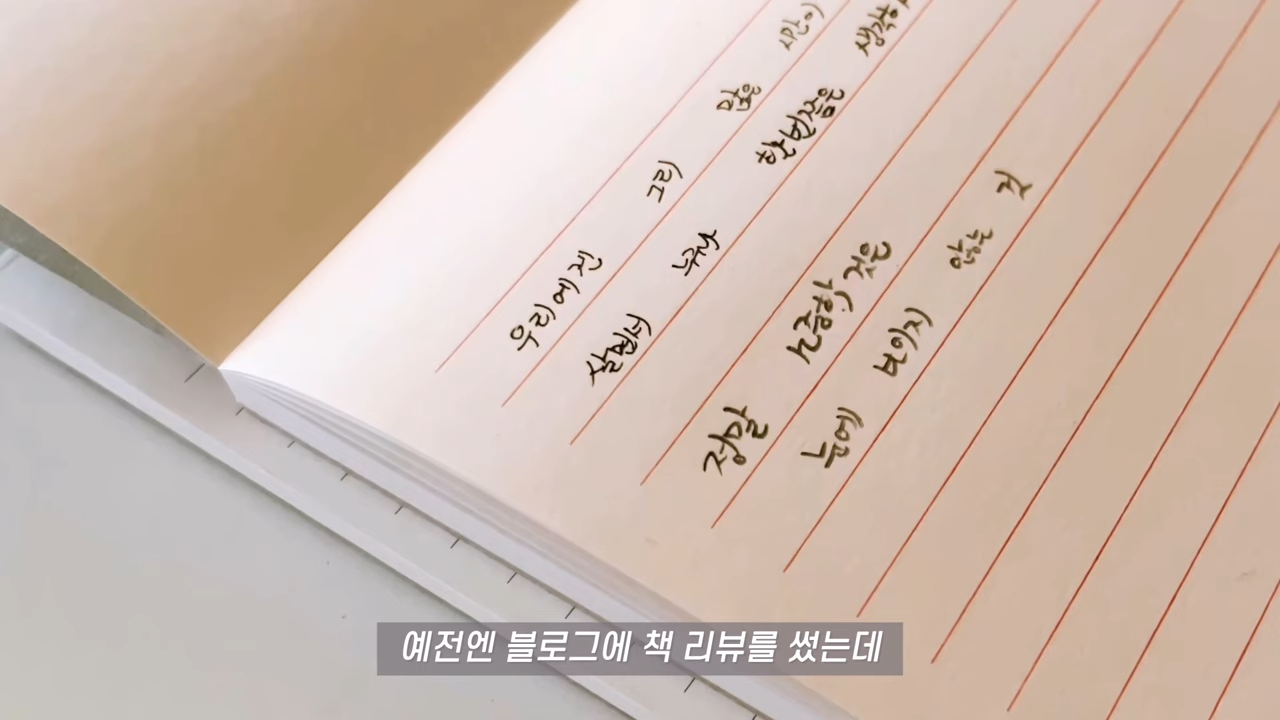 우리에겐 그리 많은 시간이
살면서 누구나 한번쯤은 생각하
정말 소중한 것은
눈에 보이지 않는 것
예전엔 블로그에 책 리뷰를 썼는데